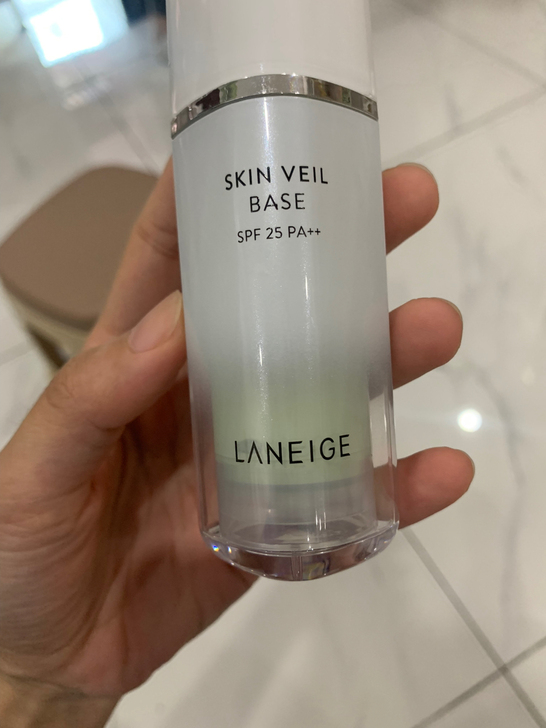 SKIN VEIL
BASE
SPF 25 PA++
LANEIGE